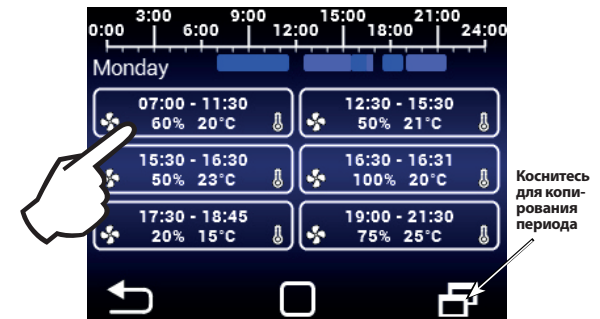 3:00 9:00 15:00 21:00
0:00 6:00 12:00 18:00 24:00
Monday
07:00 - 11:30
60% 20°C
12:30 - 15:30
50% 21°C
15:30 - 16:30
50% 23°C
16:30 - 16:31
100% 20°C
17:30 - 18:45
20% 15°C
19:00 - 21:30
75% 25°C
Коснитесь
для копи-
рования
периода